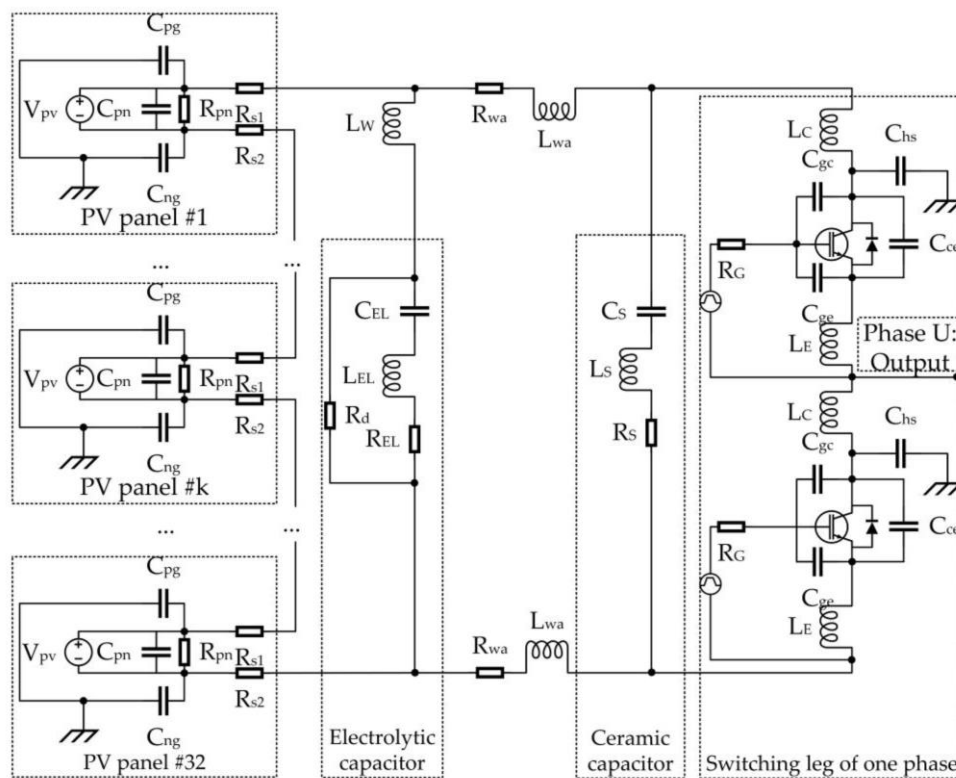 Cpg
Vpv Cpn Rpn Rs1
Rs2
Cng
PV panel #1
...
...
Cpg
Vpv Cpn Rpn Rs1
Rs2
Cng
PV panel #k
...
...
Cpg
Vpv Cpn Rpn Rs1
Rs2
Cng
PV panel #32
LW
CEL
LEL
Rd
REL
Electrolytic
capacitor
Rwa
Lwa
Lwa
Rwa
CS
LS
RS
Ceramic
capacitor
LC
Chs
Cgc
Cce
RG
Cge
LE
Phase U:
Output
LC
Chs
Cgc
Cce
RG
Cge
LE
Switching leg of one phase